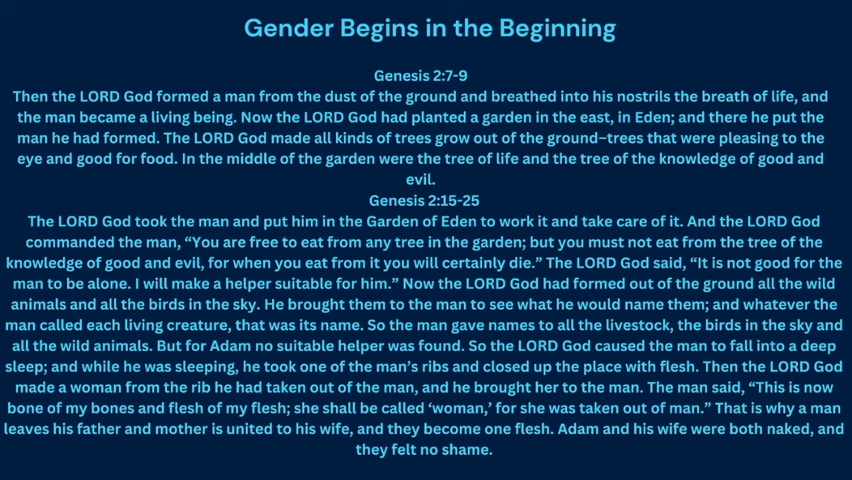 Gender Begins in the Beginning
Genesis 2:7-9
Then the LORD God formed a man from the dust of the ground and breathed into his nostrils the breath of life, and
the man became a living being. Now the LORD God had planted a garden in the east, in Eden; and there he put the
man he had formed. The LORD God made all kinds of trees grow out of the ground–trees that were pleasing to the
eye and good for food. In the middle of the garden were the tree of life and the tree of the knowledge of good and
evil.
Genesis 2:15-25
The LORD God took the man and put him in the Garden of Eden to work it and take care of it. And the LORD God
commanded the man, “You are free to eat from any tree in the garden; but you must not eat from the tree of the
knowledge of good and evil, for when you eat from it you will certainly die.” The LORD God said, “It is not good for the
man to be alone. I will make a helper suitable for him.” Now the LORD God had formed out of the ground all the wild
animals and all the birds in the sky. He brought them to the man to see what he would name them; and whatever the
man called each living creature, that was its name. So the man gave names to all the livestock, the birds in the sky and
all the wild animals. But for Adam no suitable helper was found. So the LORD God caused the man to fall into a deep
sleep; and while he was sleeping, he took one of the man’s ribs and closed up the place with flesh. Then the LORD God
made a woman from the rib he had taken out of the man, and he brought her to the man. The man said, “This is now
bone of my bones and flesh of my flesh; she shall be called ‘woman,’ for she was taken out of man.” That is why a man
leaves his father and mother is united to his wife, and they become one flesh. Adam and his wife were both naked, and
they felt no shame.